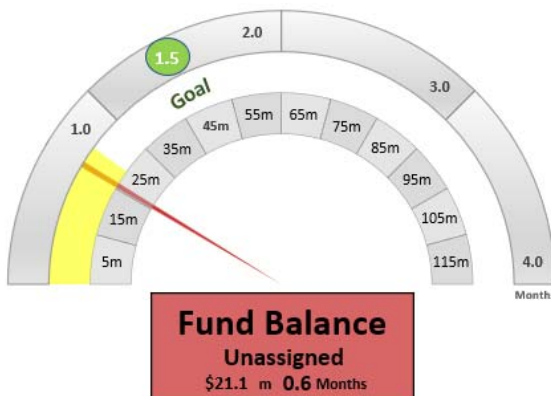 2.0
1.5
3.0
Goal
1.0
55m 65m
45m 75m
35m 85m
25m 95m
15m 105m
5m 115m
4.0
Month
Fund Balance
Unassigned
$21.1 m 0.6 Months